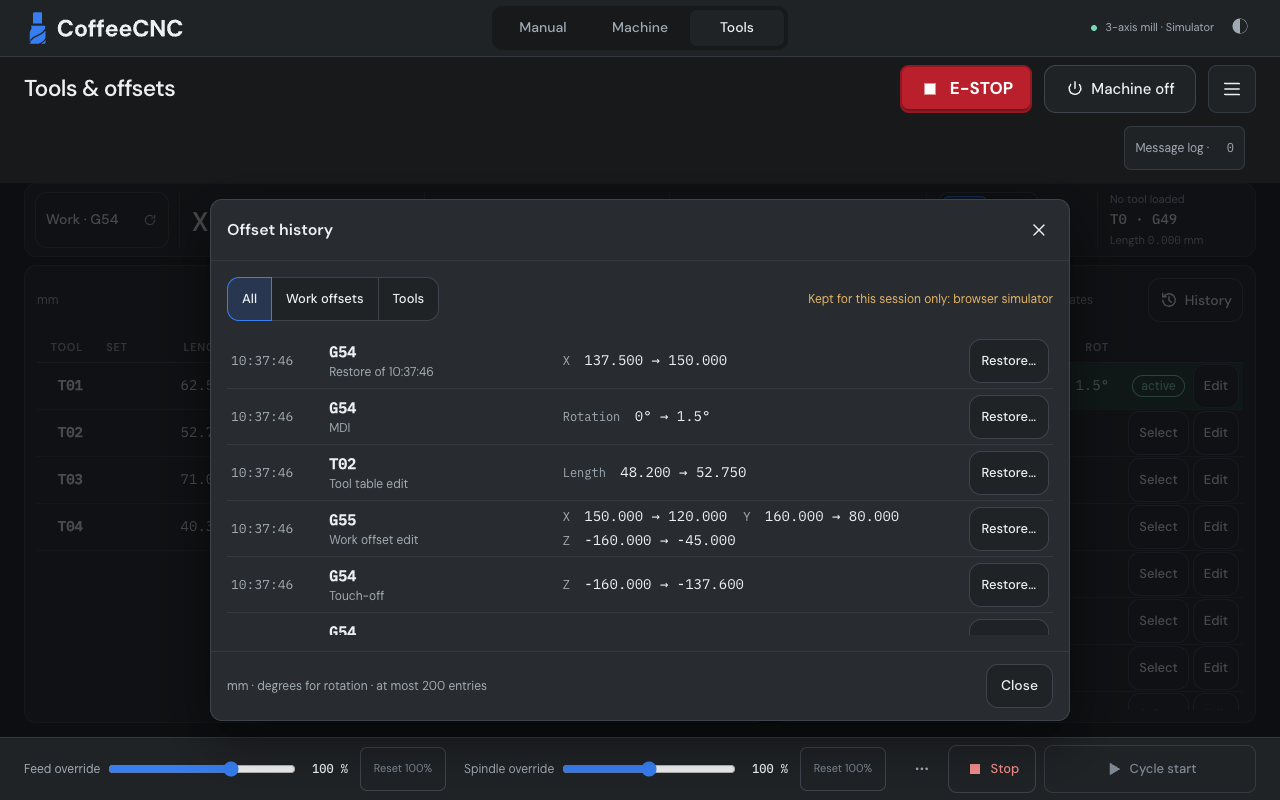 CoffeeCNC
Manual
Machine
Tools
3-axis mill · Simulator
Tools & offsets
E-STOP
Machine off
Message log · 0
Work · G54
X
No tool loaded
T0 · G49
Length 0.000 mm
Offset history
All
Work offsets
Tools
Kept for this session only: browser simulator
10:37:46
G54
Restore of 10:37:46
X 137.500 → 150.000
Restore…
10:37:46
G54
MDI
Rotation 0° → 1.5°
Restore…
10:37:46
T02
Tool table edit
Length 48.200 → 52.750
Restore…
10:37:46
G55
Work offset edit
X 150.000 → 120.000 Y 160.000 → 80.000
Z -160.000 → -45.000
Restore…
10:37:46
G54
Touch-off
Z -160.000 → -137.600
Restore…
G54
mm · degrees for rotation · at most 200 entries
Close
mm
History
TOOL SET
ROT
T01
1.5° active Edit
T02
Select Edit
T03
Select Edit
T04
Select Edit
Select Edit
Select Edit
Select Edit
Feed override
100 %
Reset 100%
Spindle override
100 %
Reset 100%
Stop
Cycle start